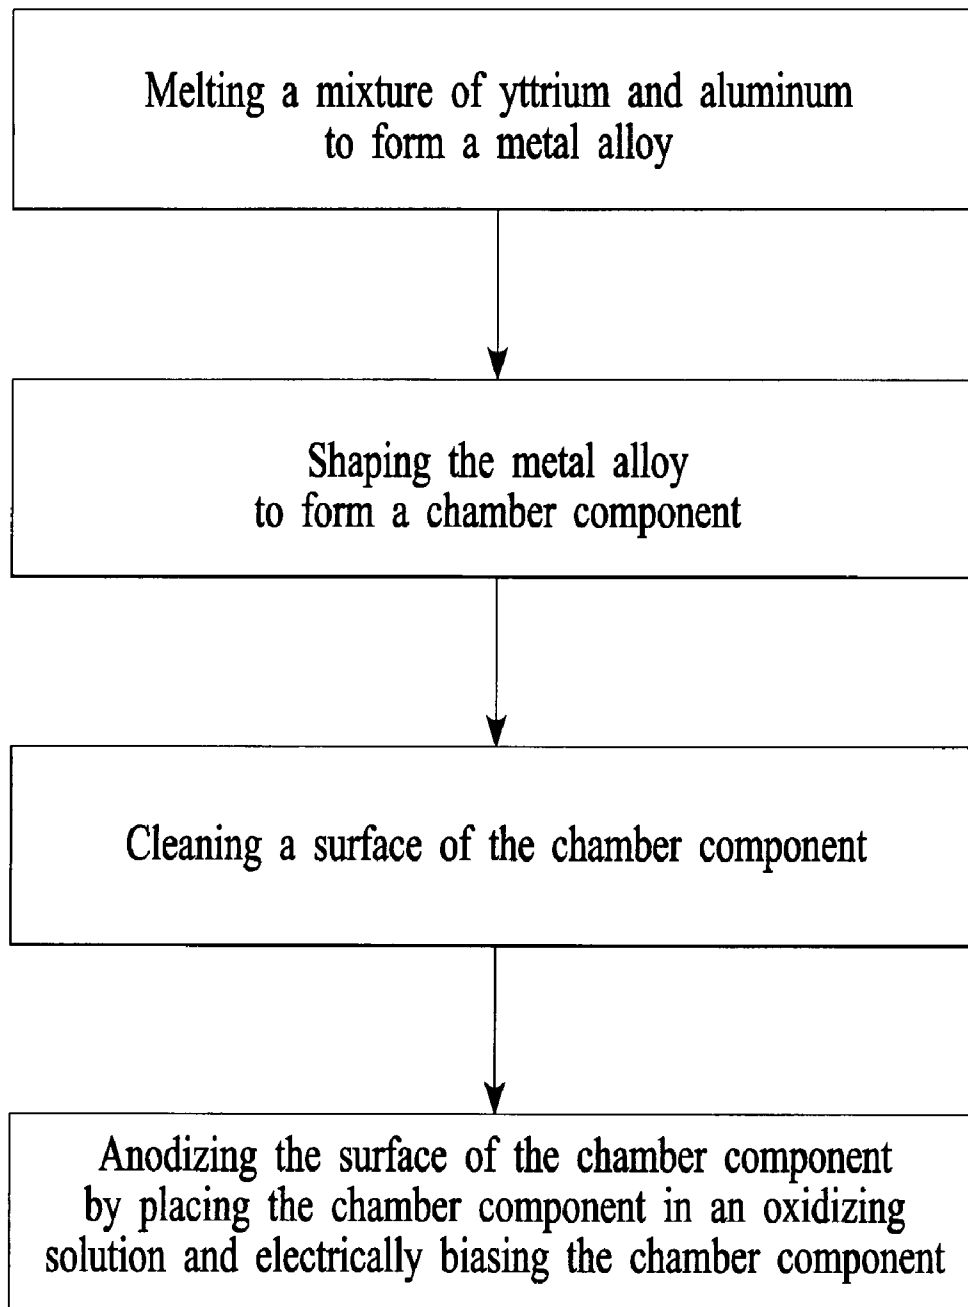 Melting a mixture of yttrium and aluminum
to form a metal alloy
Shaping the metal alloy
to form a chamber component
Cleaning a surface of the chamber component
Anodizing the surface of the chamber component
by placing the chamber component in an oxidizing
solution and electrically biasing the chamber component